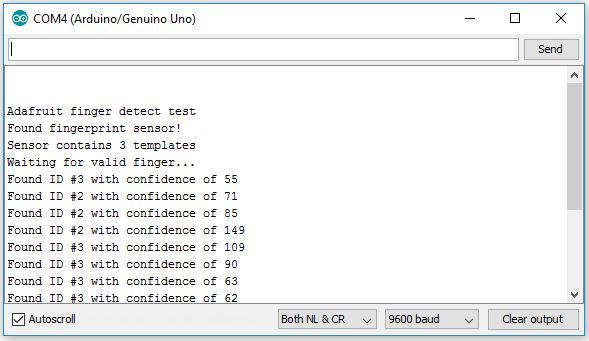 COM4 (Arduino/Genuino Uno)
Send
Adafruit finger detect test
Found fingerprint sensor!
Sensor contains 3 templates
Waiting for valid finger...
Found ID #3 with confidence of 55
Found ID #2 with confidence of 71
Found ID #2 with confidence of 85
Found ID #2 with confidence of 149
Found ID #3 with confidence of 109
Found ID #3 with confidence of 90
Found ID #3 with confidence of 63
Found ID #3 with confidence of 62
Autoscroll Both NL & CR 9600 baud Clear output